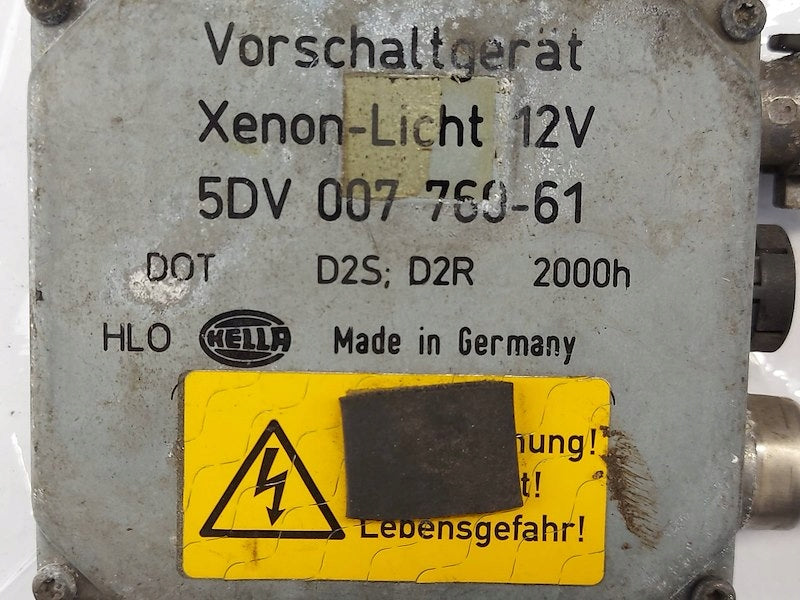 Vorschaltgerät
Xenon-Licht 12V
5DV 007 760-61
DOT D2S; D2R 2000h
HLO HELLA Made in Germany
nung!
t!
Lebensgefahr!